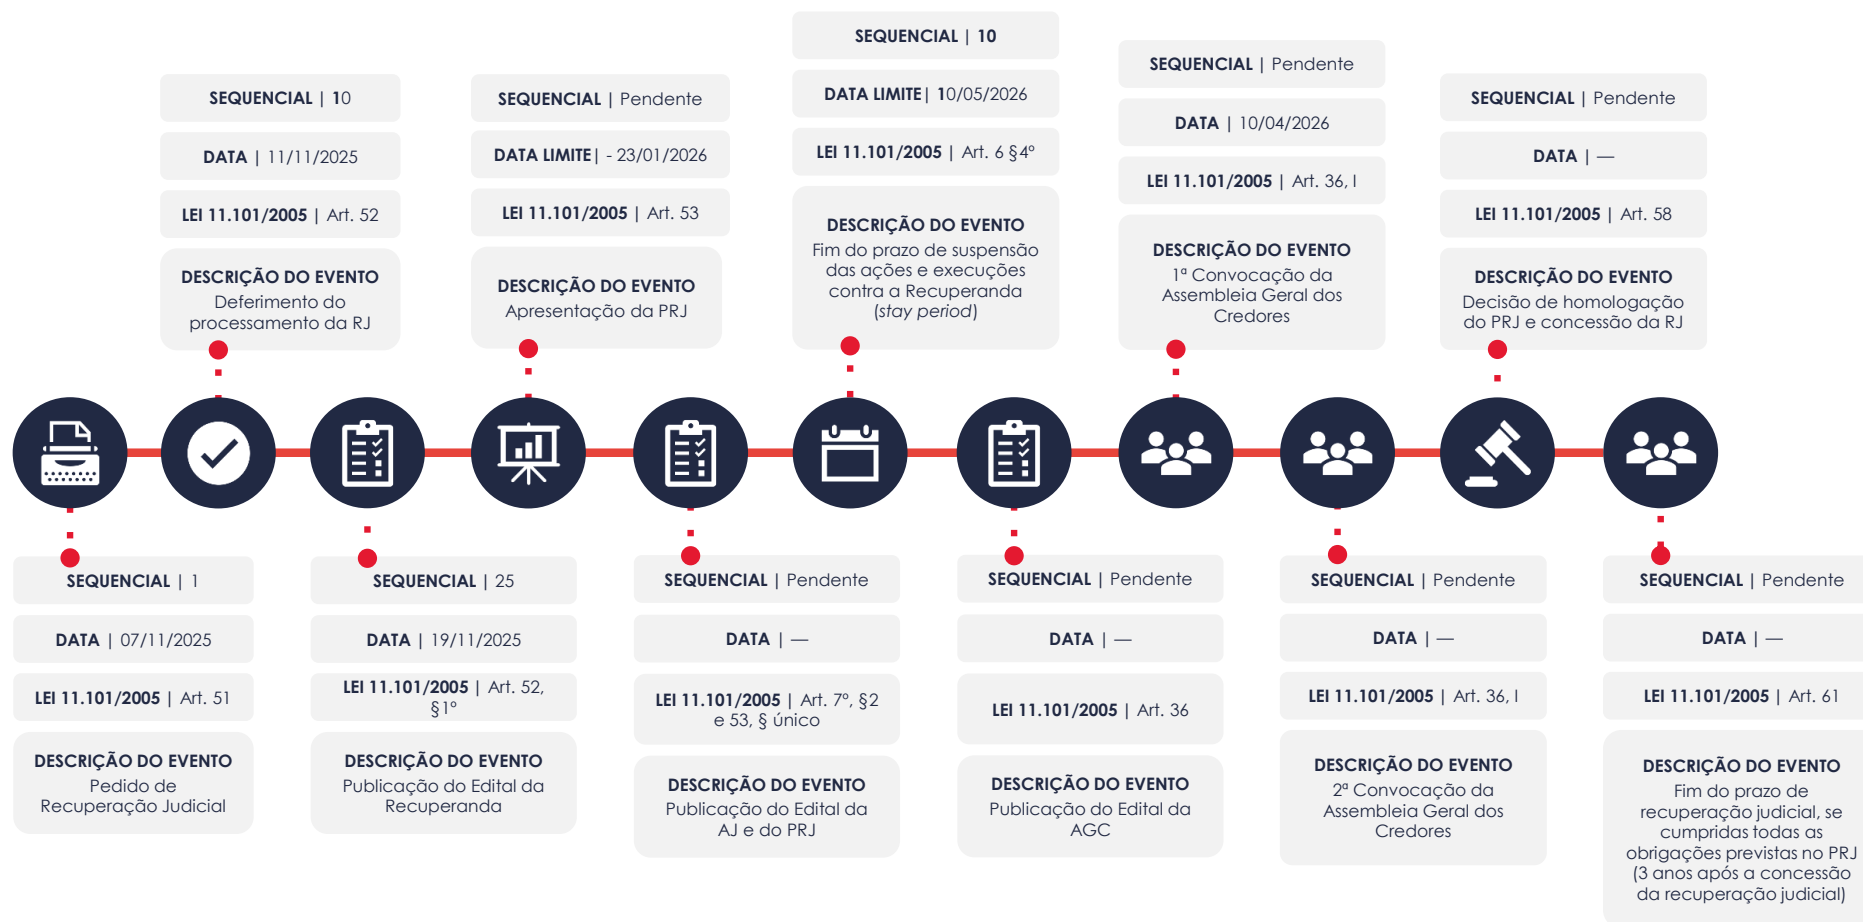 SEQUENCIAL | 1
DATA | 07/11/2025
LEI 11.101/2005 | Art. 51
DESCRIÇÃO DO EVENTO
Pedido de
Recuperação Judicial
SEQUENCIAL | 10
DATA | 11/11/2025
LEI 11.101/2005 | Art. 52
DESCRIÇÃO DO EVENTO
Deferimento do
processamento da RJ
SEQUENCIAL | 25
DATA | 19/11/2025
LEI 11.101/2005 | Art. 52,
§1º
DESCRIÇÃO DO EVENTO
Publicação do Edital da
Recuperanda
SEQUENCIAL | Pendente
DATA LIMITE| - 23/01/2026
LEI 11.101/2005 | Art. 53
DESCRIÇÃO DO EVENTO
Apresentação da PRJ
SEQUENCIAL | Pendente
DATA | —
LEI 11.101/2005 | Art. 7º, §2
e 53, § único
DESCRIÇÃO DO EVENTO
Publicação do Edital da
AJ e do PRJ
SEQUENCIAL | 10
DATA LIMITE| 10/05/2026
LEI 11.101/2005 | Art. 6 §4º
DESCRIÇÃO DO EVENTO
Fim do prazo de suspensão
das ações e execuções
contra a Recuperanda
(stay period)
SEQUENCIAL | Pendente
DATA | —
LEI 11.101/2005 | Art. 36
DESCRIÇÃO DO EVENTO
Publicação do Edital da
AGC
SEQUENCIAL | Pendente
DATA | 10/04/2026
LEI 11.101/2005 | Art. 36, I
DESCRIÇÃO DO EVENTO
1ª Convocação da
Assembleia Geral dos
Credores
SEQUENCIAL | Pendente
DATA | —
LEI 11.101/2005 | Art. 36, I
DESCRIÇÃO DO EVENTO
2ª Convocação da
Assembleia Geral dos
Credores
SEQUENCIAL | Pendente
DATA | —
LEI 11.101/2005 | Art. 58
DESCRIÇÃO DO EVENTO
Decisão de homologação
do PRJ e concessão da RJ
SEQUENCIAL | Pendente
DATA | —
LEI 11.101/2005 | Art. 61
DESCRIÇÃO DO EVENTO
Fim do prazo de
recuperação judicial, se
cumpridas todas as
obrigações previstas no PRJ
(3 anos após a concessão
da recuperação judicial)